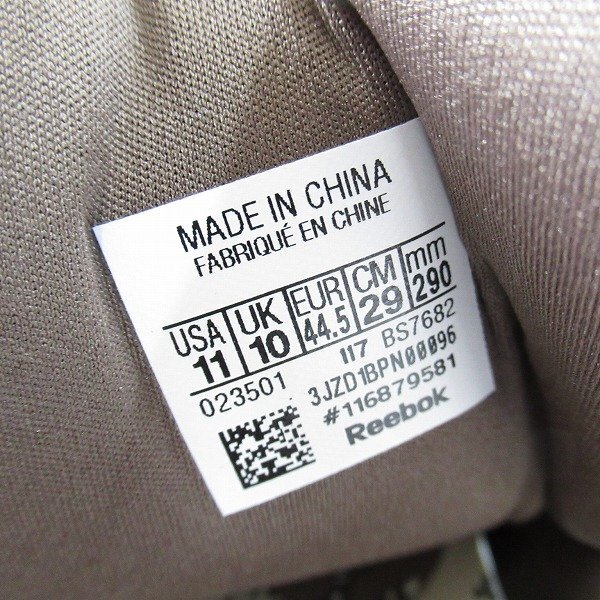 MADE IN CHINA
FABRIQUÉ EN CHINE
USA UK EUR CM mm
11 10 44.5 29 290
023501 117 BS7682
3JZD1BPN00096
#116879581
Reebok